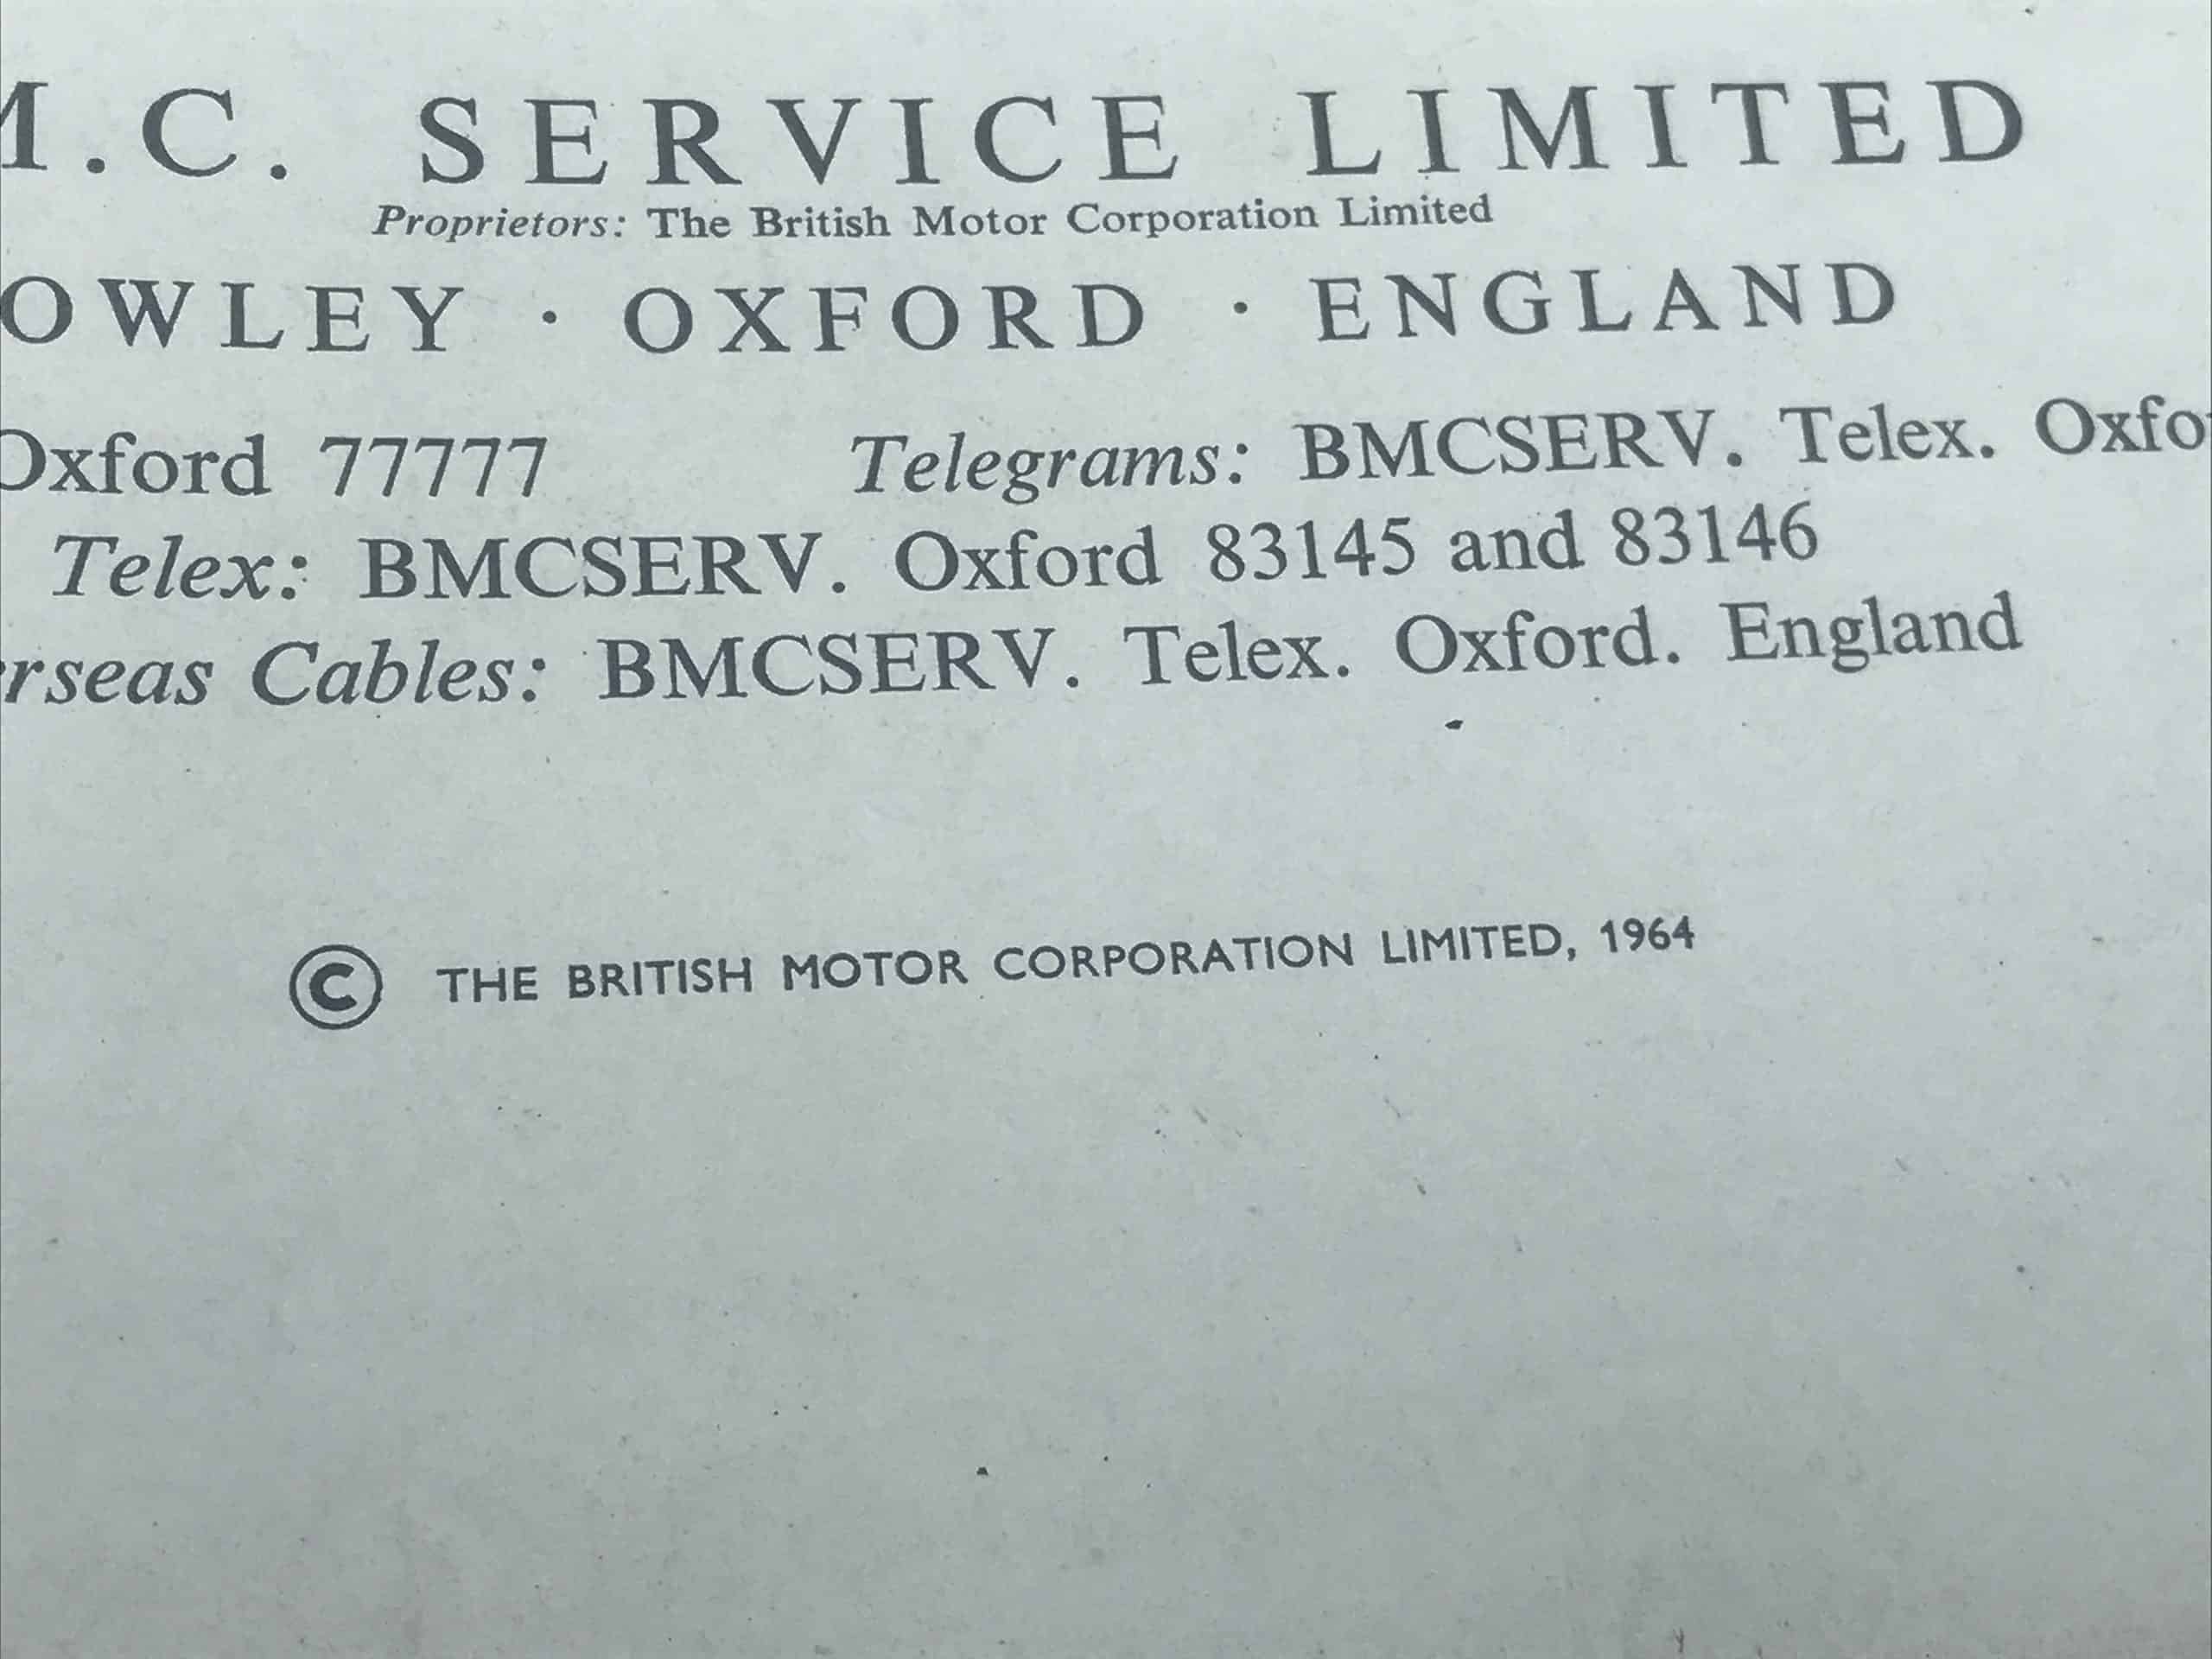 M.C. SERVICE LIMITED
Proprietors: The British Motor Corporation Limited
OWLEY · OXFORD · ENGLAND
Oxford 77777 Telegrams: BMCSERV. Telex. Oxfo
Telex: BMCSERV. Oxford 83145 and 83146
rseas Cables: BMCSERV. Telex. Oxford. England
© THE BRITISH MOTOR CORPORATION LIMITED, 1964